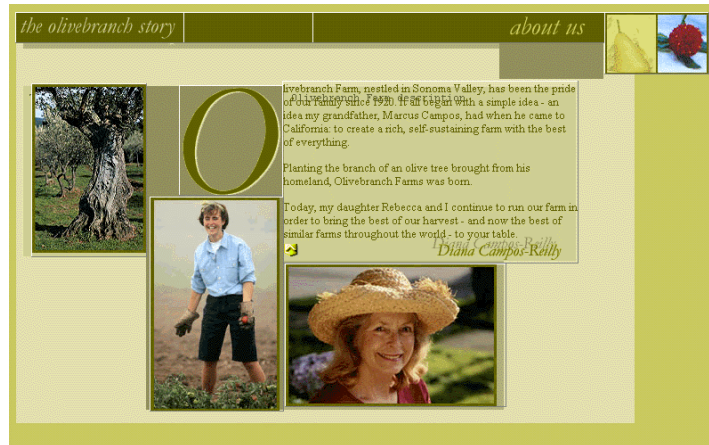 the olivebranch story
about us
O
livebranch Farm, nestled in Sonoma Valley, has been the pride
Olivebranch Farm description
of our family since 1920. It all began with a simple idea - an
idea my grandfather, Marcus Campos, had when he came to
California: to create a rich, self-sustaining farm with the best
of everything.
Planting the branch of an olive tree brought from his
homeland, Olivebranch Farms was born.
Today, my daughter Rebecca and I continue to run our farm in
order to bring the best of our harvest - and now the best of
similar farms throughout the world - to your table.
Diana Campos-Reilly